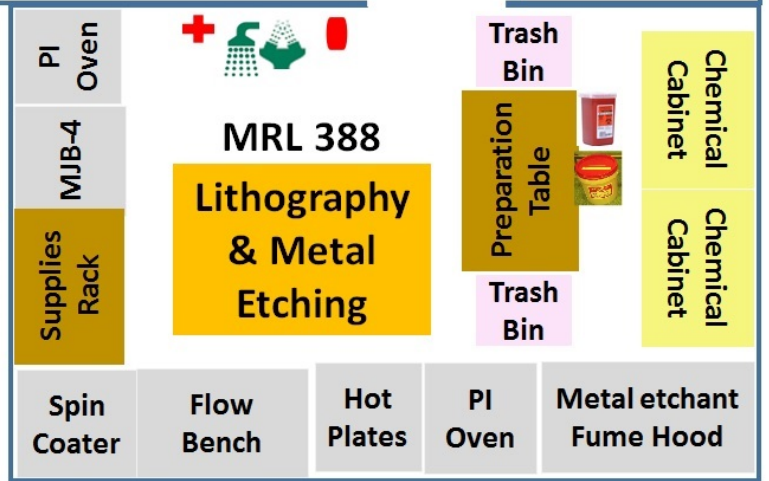 PI
Oven
Trash
Bin
Chemical
Cabinet
MJB-4
MRL 388
Preparation
Table
Lithography
& Metal
Etching
Supplies
Rack
Chemical
Cabinet
Trash
Bin
Spin
Coater
Flow
Bench
Hot
Plates
PI
Oven
Metal etchant
Fume Hood